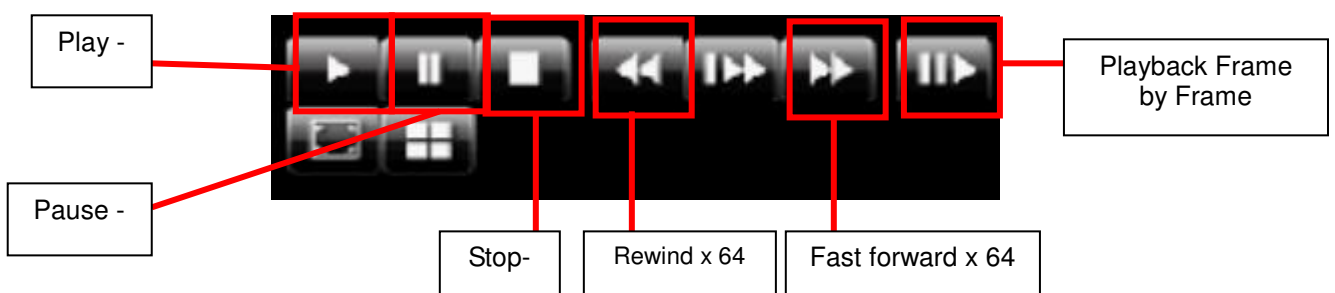 Play -
Playback Frame
by Frame
Pause -
Stop-
Rewind x 64
Fast forward x 64